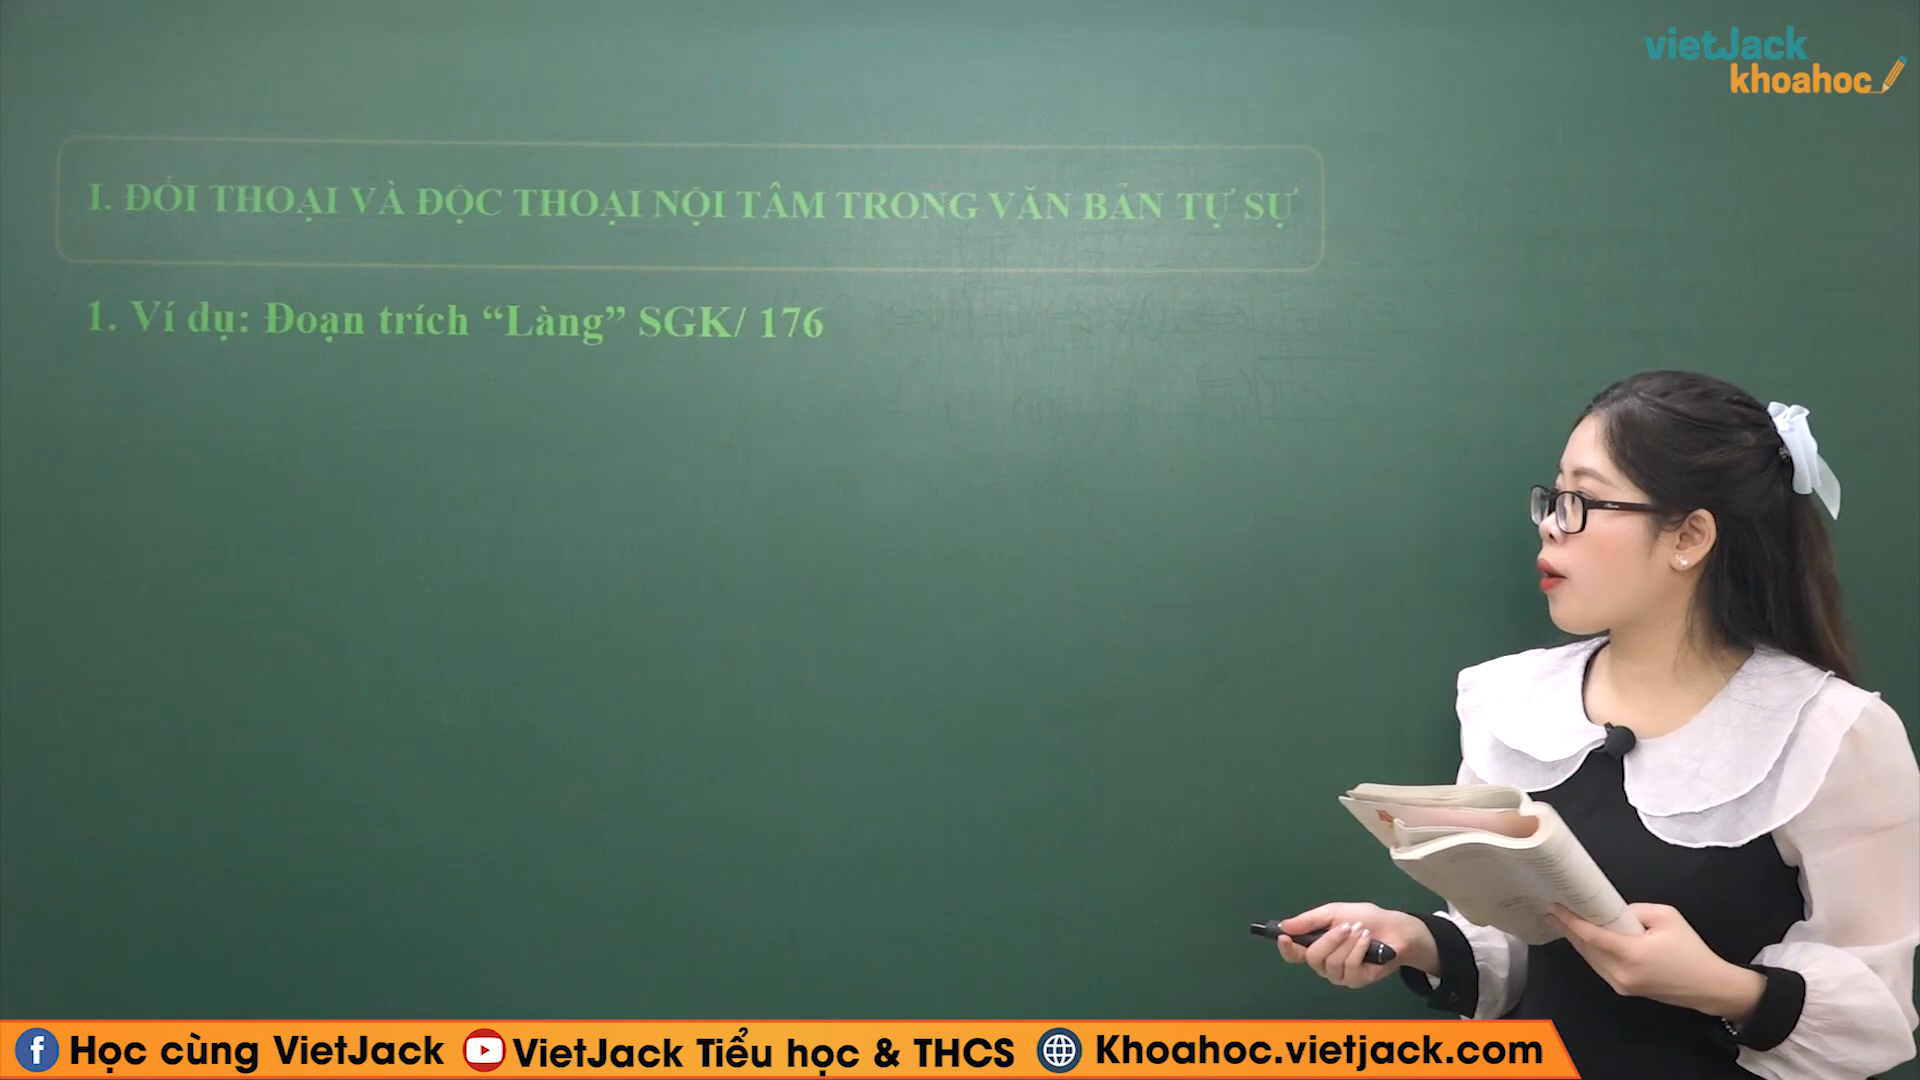 vietJack
khoahoc
I. ĐỐI THOẠI VÀ ĐỘC THOẠI NỘI TÂM TRONG VĂN BẢN TỰ SỰ
1. Ví dụ: Đoạn trích “Làng” SGK/ 176
Học cùng VietJack VietJack Tiểu học & THCS Khoahoc.vietjack.com